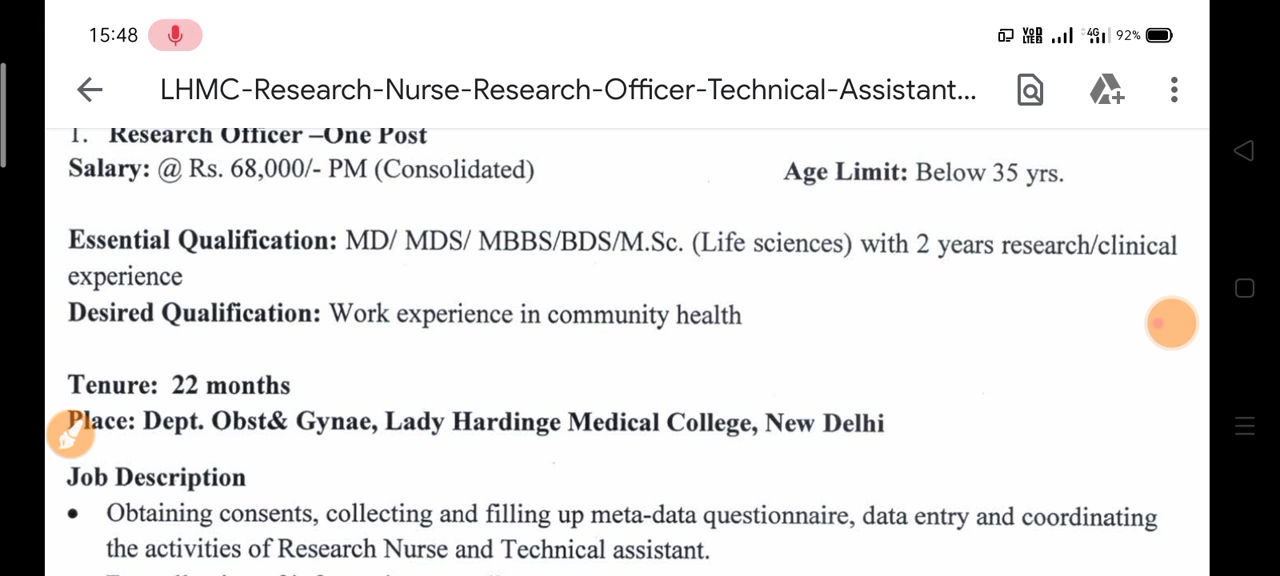 15:48
VoD LTED 4G 92%
LHMC-Research-Nurse-Research-Officer-Technical-Assistant...
1. Research Officer –One Post
Salary: @ Rs. 68,000/- PM (Consolidated) Age Limit: Below 35 yrs.
Essential Qualification: MD/ MDS/ MBBS/BDS/M.Sc. (Life sciences) with 2 years research/clinical
experience
Desired Qualification: Work experience in community health
Tenure: 22 months
Place: Dept. Obst& Gynae, Lady Hardinge Medical College, New Delhi
Job Description
• Obtaining consents, collecting and filling up meta-data questionnaire, data entry and coordinating
the activities of Research Nurse and Technical assistant.